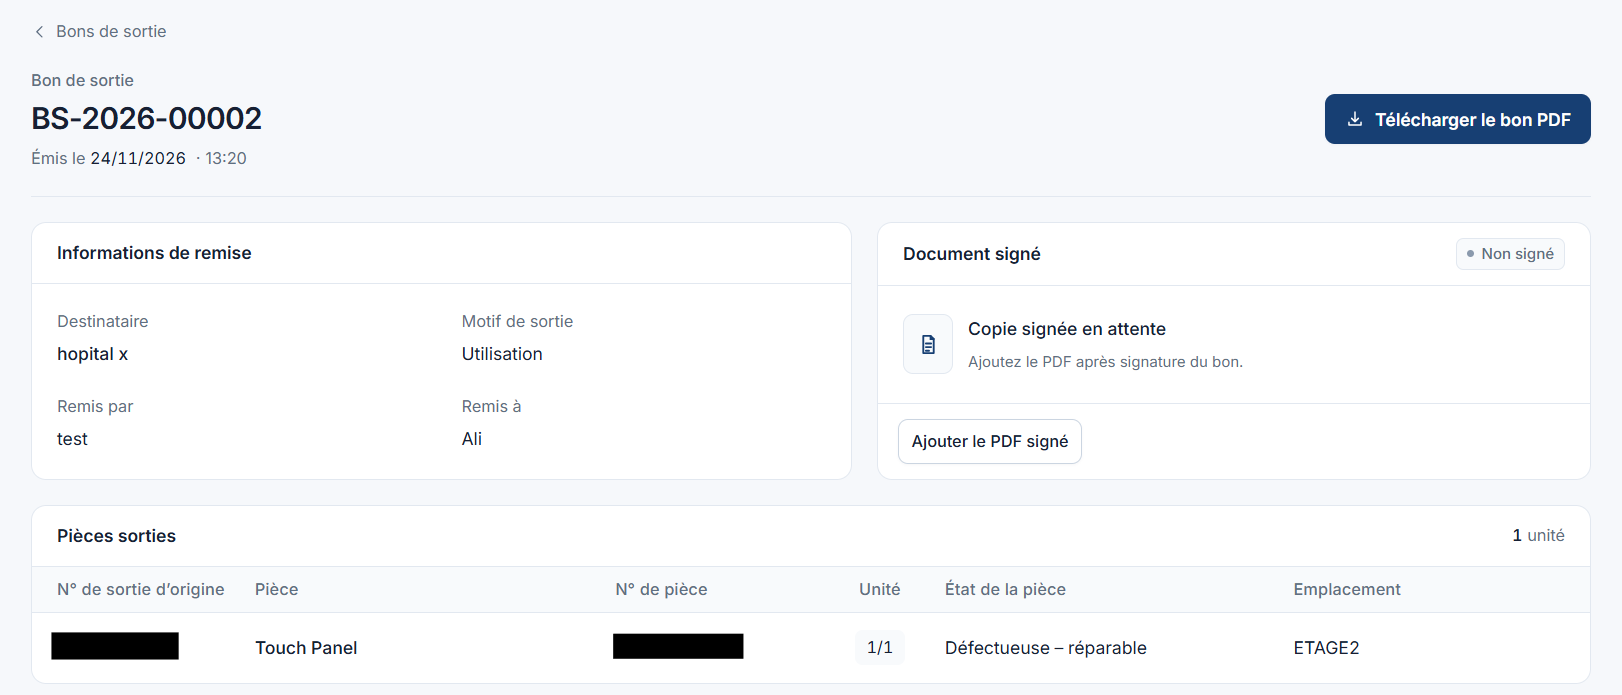 Bons de sortie
Bon de sortie
BS-2026-00002
Émis le 24/11/2026 · 13:20
Télécharger le bon PDF
Informations de remise
Destinataire
hopital x
Motif de sortie
Utilisation
Remis par
test
Remis à
Ali
Document signé
Non signé
Copie signée en attente
Ajoutez le PDF après signature du bon.
Ajouter le PDF signé
Pièces sorties
1 unité
N° de sortie d’origine Pièce N° de pièce Unité État de la pièce Emplacement
Touch Panel 1/1 Défectueuse – réparable ETAGE2